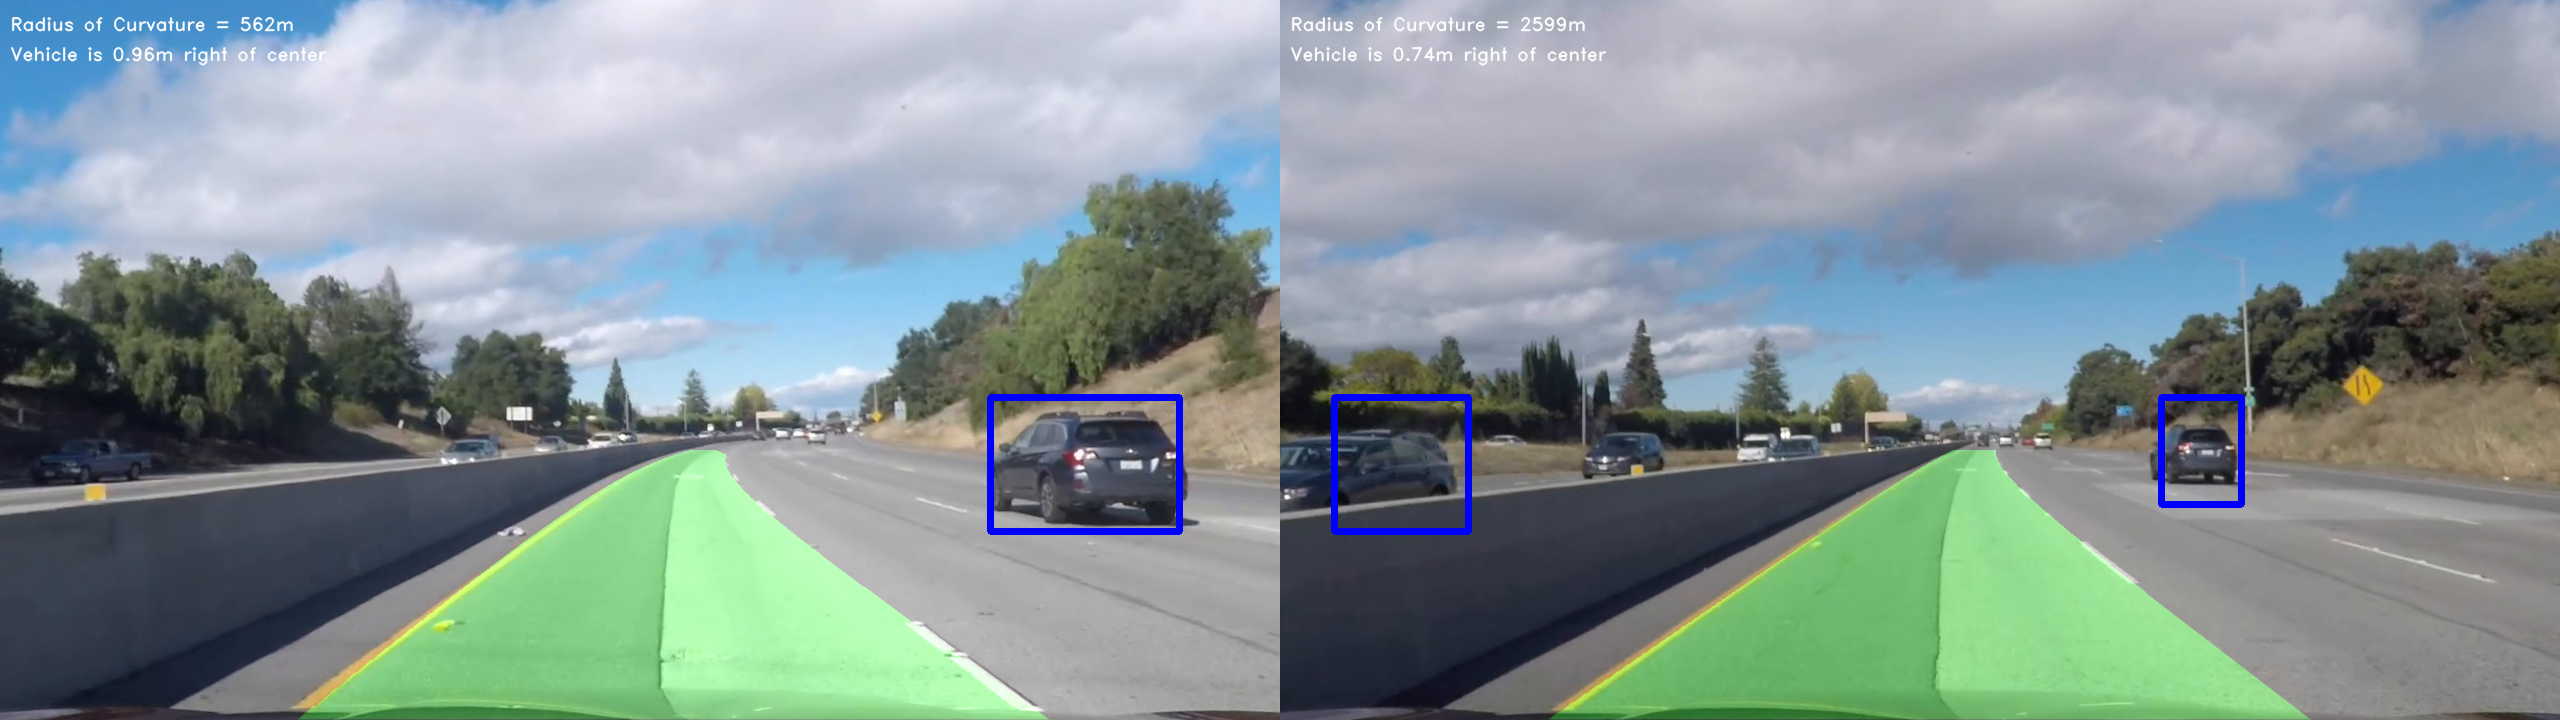 Radius of Curvature = 562m
Vehicle is 0.96m right of center
Radius of Curvature = 2599m
Vehicle is 0.74m right of center